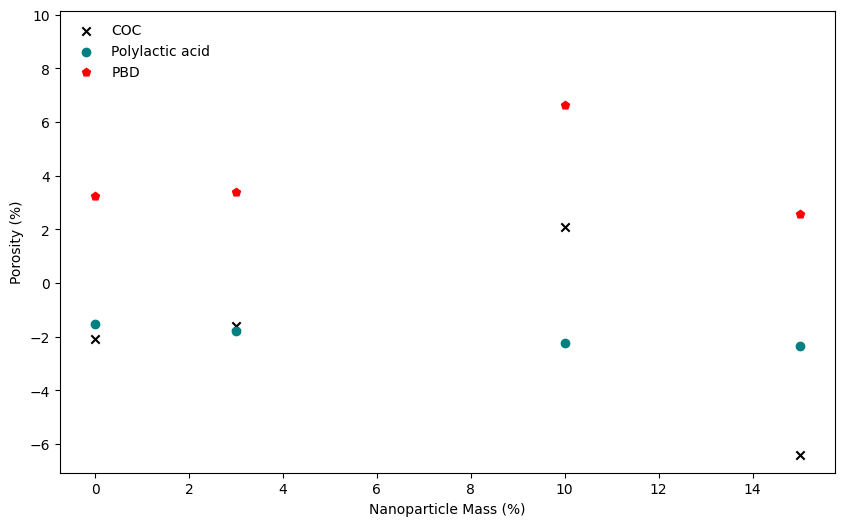 COC
Polylactic acid
PBD
Porosity (%)
10
8
6
4
2
0
−2
−4
−6
0 2 4 6 8 10 12 14
Nanoparticle Mass (%)